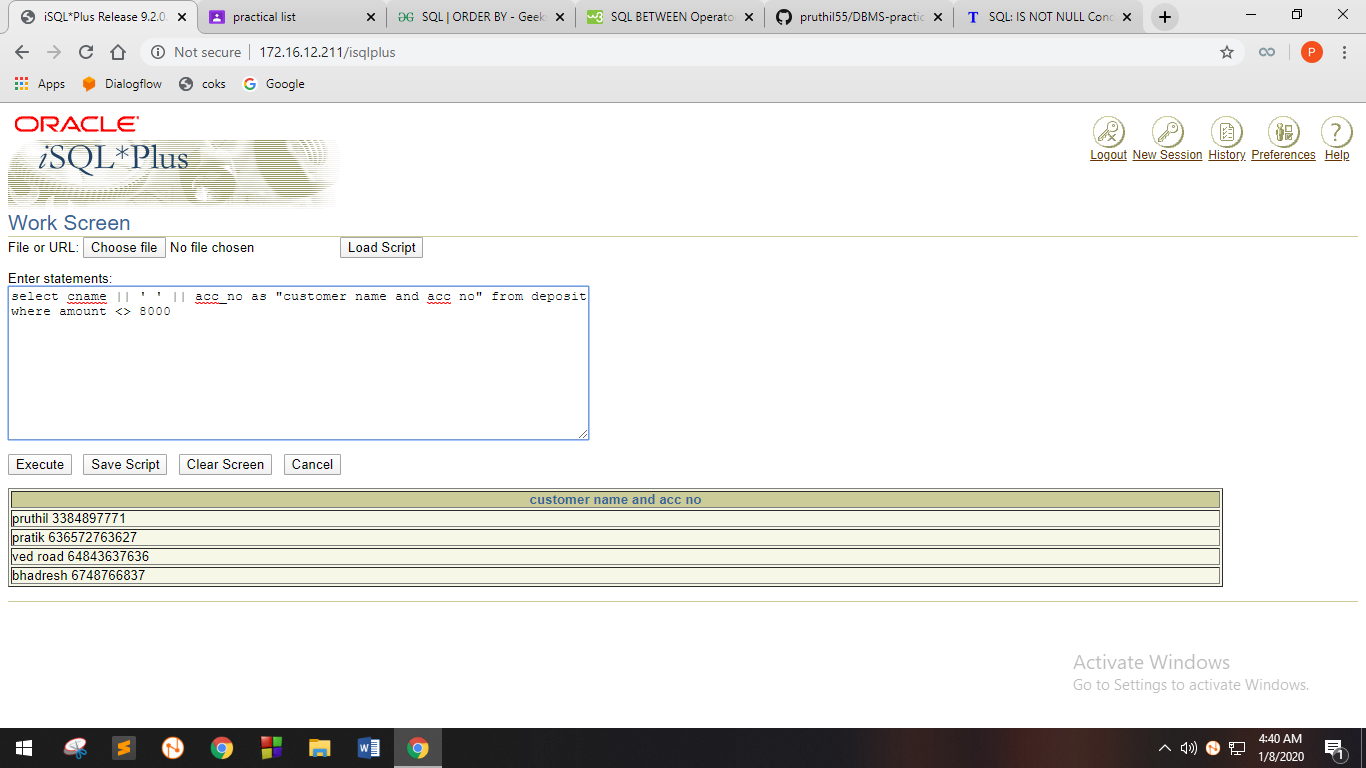 iSQL*Plus Release 9.2.0.
practical list
SQL | ORDER BY - Geek
SQL BETWEEN Operato
pruthil55/DBMS-practic
SQL: IS NOT NULL Conc
Not secure
172.16.12.211/isqlplus
P
Apps
Dialogflow
coks
Google
ORACLE
iSQL*Plus
Logout
New Session
History
Preferences
Help
Work Screen
File or URL: Choose file No file chosen Load Script
Enter statements:
select cname || ' ' || acc_no as "customer name and acc no" from deposit
where amount <> 8000
Execute
Save Script
Clear Screen
Cancel
customer name and acc no
pruthil 3384897771
pratik 636572763627
ved road 64843637636
bhadresh 6748766837
Activate Windows
Go to Settings to activate Windows.
4:40 AM
1/8/2020
1